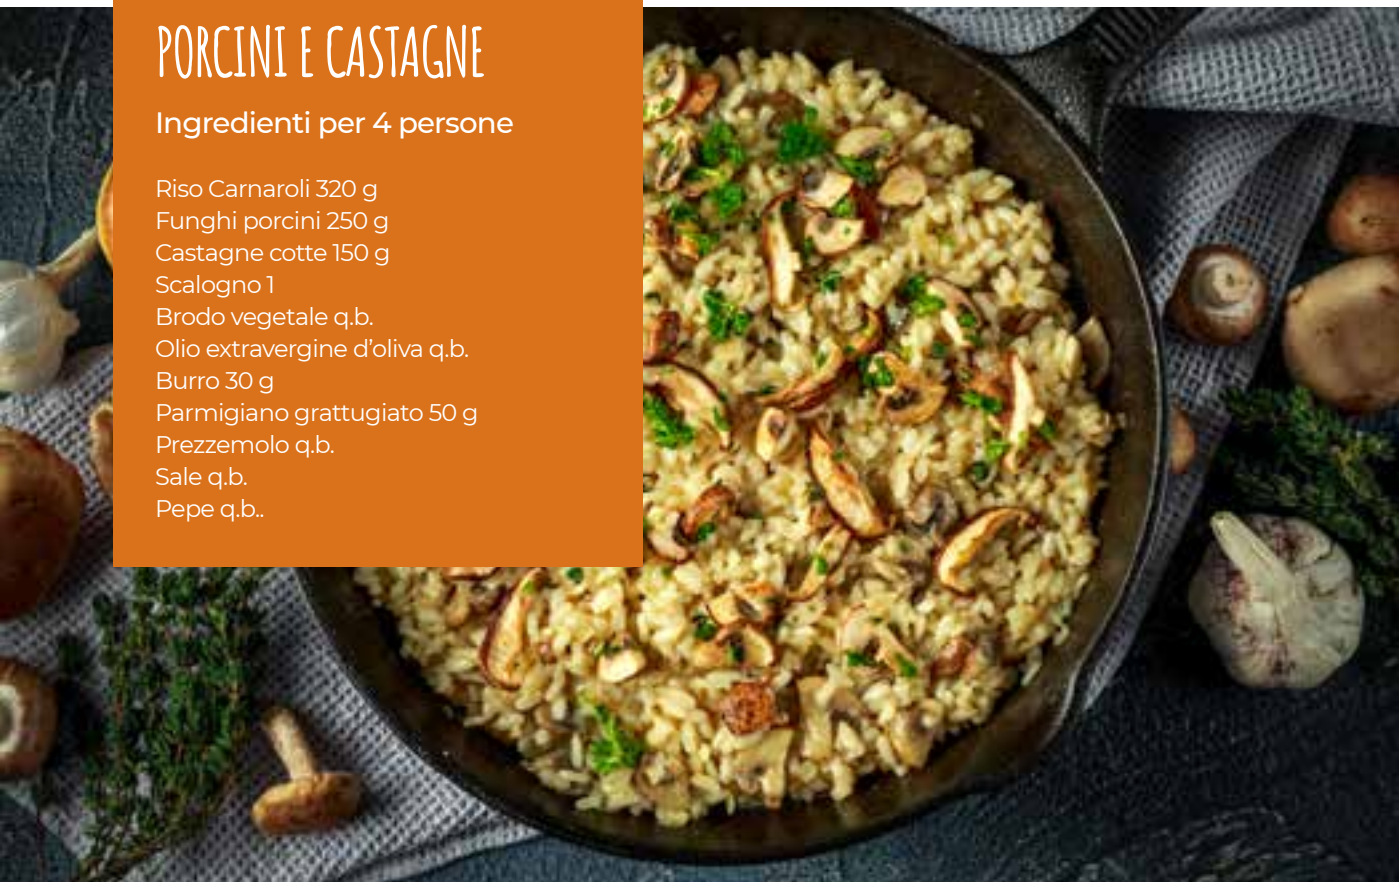 PORCINI E CASTAGNE
Ingredienti per 4 persone
Riso Carnaroli 320 g
Funghi porcini 250 g
Castagne cotte 150 g
Scalogno 1
Brodo vegetale q.b.
Olio extravergine d’oliva q.b.
Burro 30 g
Parmigiano grattugiato 50 g
Prezzemolo q.b.
Sale q.b.
Pepe q.b..